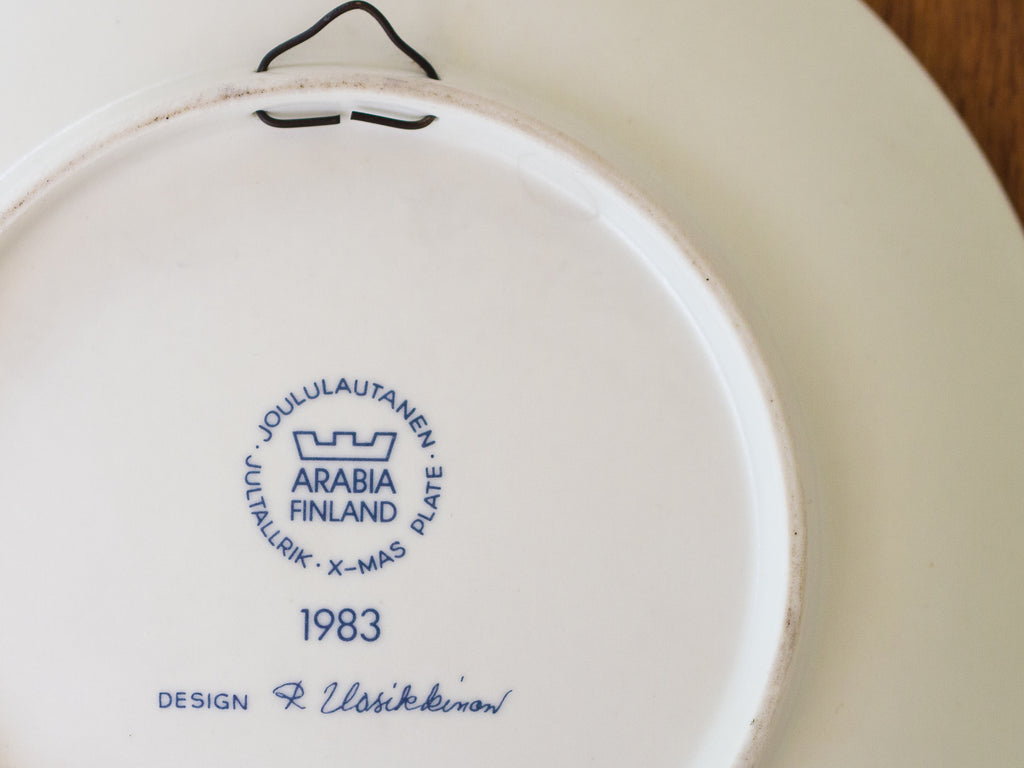 JOULULAUTANEN · X-MAS PLATE · JULTALLRIK ·
ARABIA
FINLAND
1983
DESIGN R Uosikkinen